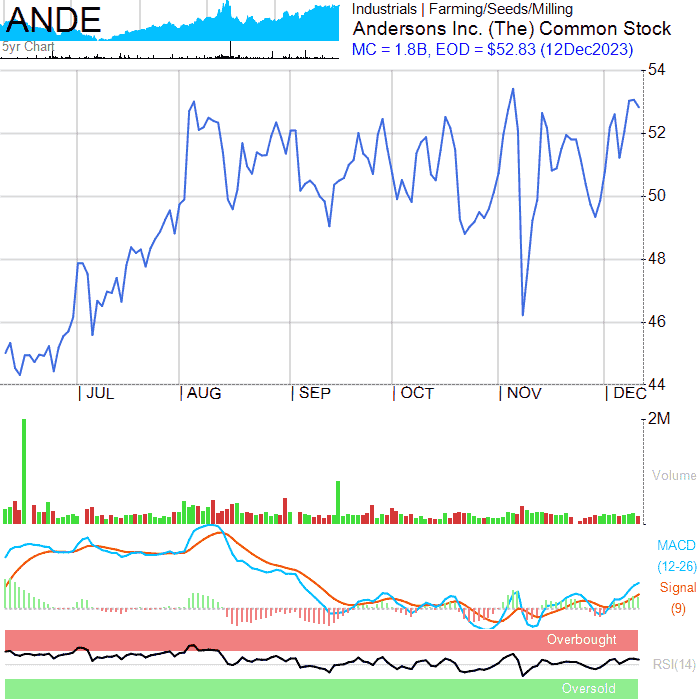 ANDE
5yr Chart
Industrials | Farming/Seeds/Milling
Andersons Inc. (The) Common Stock
MC = 1.8B, EOD = $52.83 (12Dec2023)
54
52
50
48
46
44
JUL AUG SEP OCT NOV DEC
2M
Volume
MACD
(12-26)
Signal
(9)
Overbought
RSI(14)
Oversold